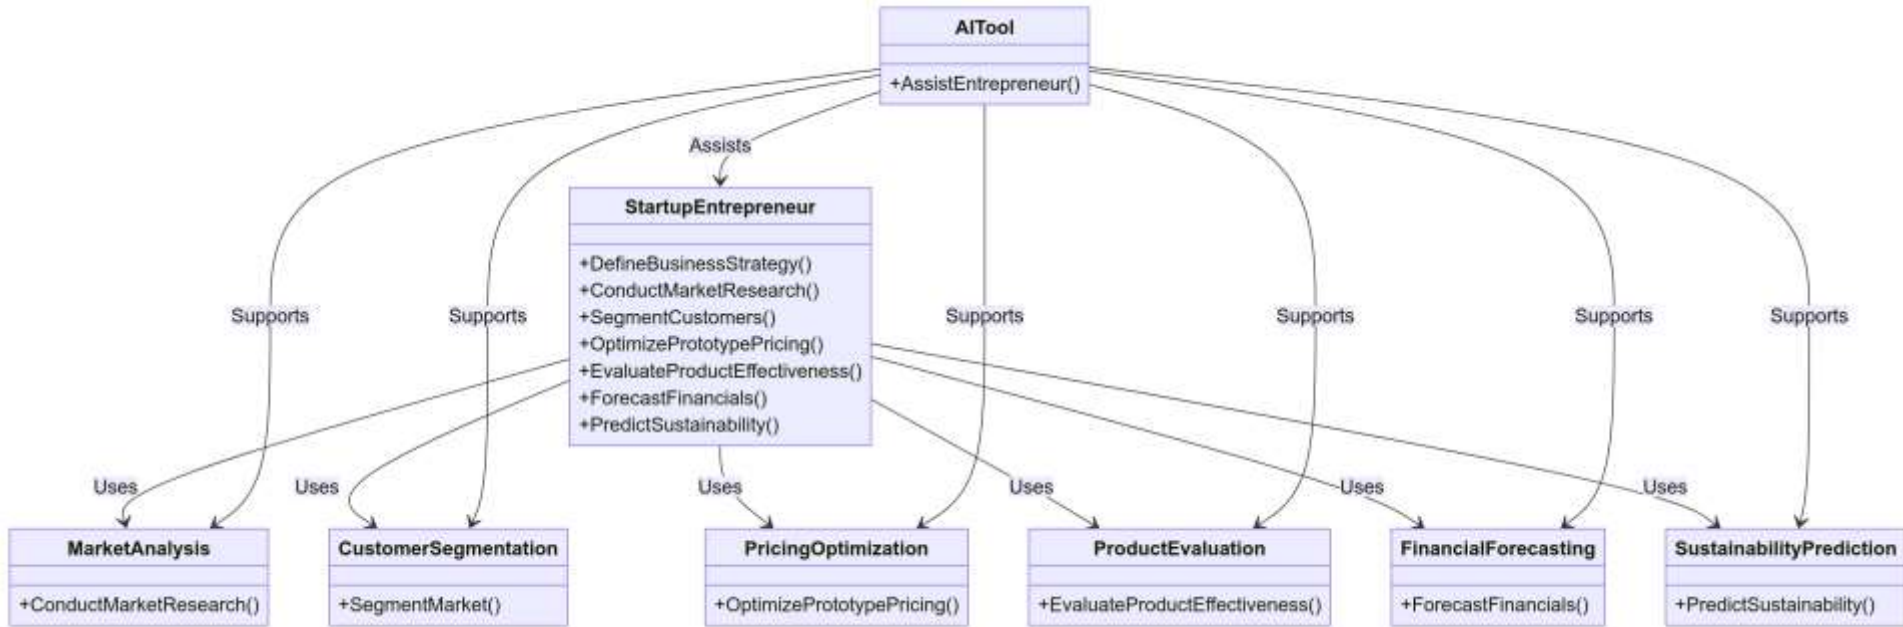 AITool
+AssistEntrepreneur()
Assists
StartupEntrepreneur
+DefineBusinessStrategy()
+ConductMarketResearch()
+SegmentCustomers()
+OptimizePrototypePricing()
+EvaluateProductEffectiveness()
+ForecastFinancials()
+PredictSustainability()
Supports
Supports
Supports
Supports
Supports
Supports
Uses
Uses
Uses
Uses
Uses
Uses
MarketAnalysis
+ConductMarketResearch()
CustomerSegmentation
+SegmentMarket()
PricingOptimization
+OptimizePrototypePricing()
ProductEvaluation
+EvaluateProductEffectiveness()
FinancialForecasting
+ForecastFinancials()
SustainabilityPrediction
+PredictSustainability()